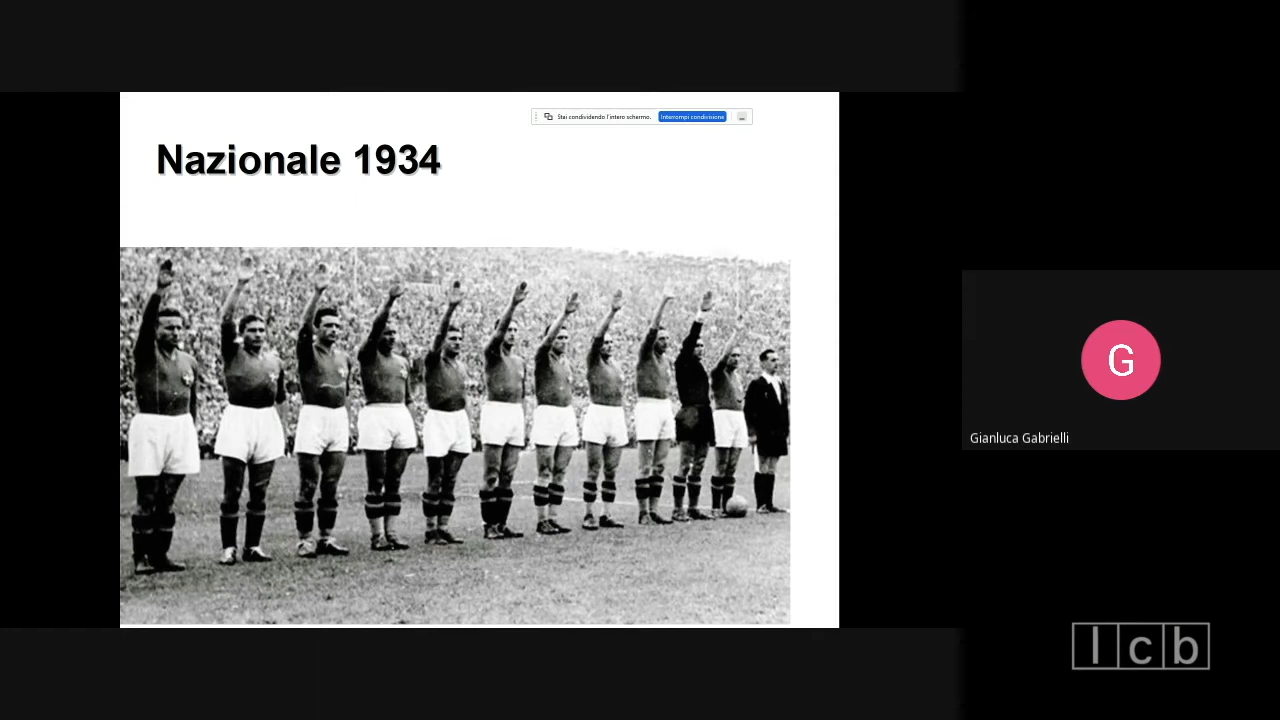 Stai condividendo l'intero schermo. Interrompi condivisione
Nazionale 1934
G
Gianluca Gabrielli
lcb